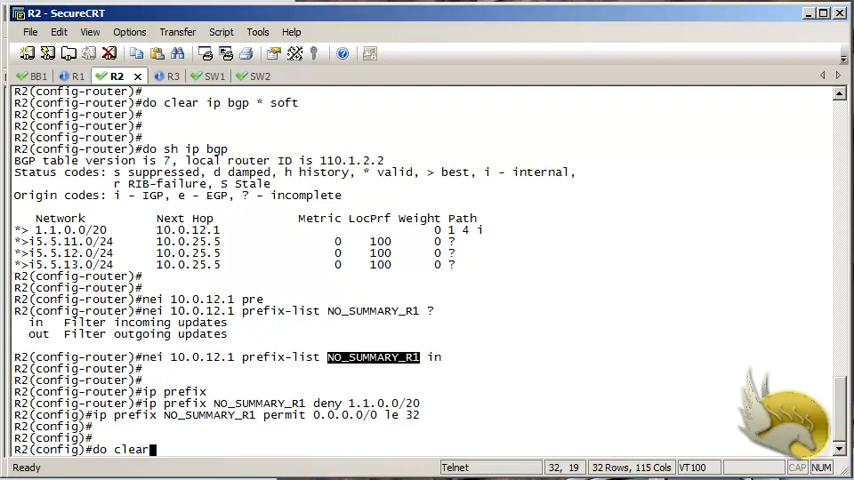 R2 - SecureCRT
File Edit View Options Transfer Script Tools Help
BB1 R1 R2 x R3 SW1 SW2
R2(config-router)#
R2(config-router)#do clear ip bgp * soft
R2(config-router)#
R2(config-router)#
R2(config-router)#
R2(config-router)#do sh ip bgp
BGP table version is 7, local router ID is 110.1.2.2
Status codes: s suppressed, d damped, h history, * valid, > best, i - internal,
r RIB-failure, S Stale
Origin codes: i - IGP, e - EGP, ? - incomplete
Network Next Hop Metric LocPrf Weight Path
*> 1.1.0.0/20 10.0.12.1 0 1 4 i
*>i5.5.11.0/24 10.0.25.5 0 100 0 ?
*>i5.5.12.0/24 10.0.25.5 0 100 0 ?
*>i5.5.13.0/24 10.0.25.5 0 100 0 ?
R2(config-router)#
R2(config-router)#
R2(config-router)#nei 10.0.12.1 pre
R2(config-router)#nei 10.0.12.1 prefix-list NO_SUMMARY_R1 ?
in Filter incoming updates
out Filter outgoing updates
R2(config-router)#nei 10.0.12.1 prefix-list NO_SUMMARY_R1 in
R2(config-router)#
R2(config-router)#
R2(config-router)#ip prefix
R2(config-router)#ip prefix NO_SUMMARY_R1 deny 1.1.0.0/20
R2(config)#ip prefix NO_SUMMARY_R1 permit 0.0.0.0/0 le 32
R2(config)#
R2(config)#
R2(config)#do clear
Ready Telnet 32, 19 32 Rows, 115 Cols VT100 CAP NUM